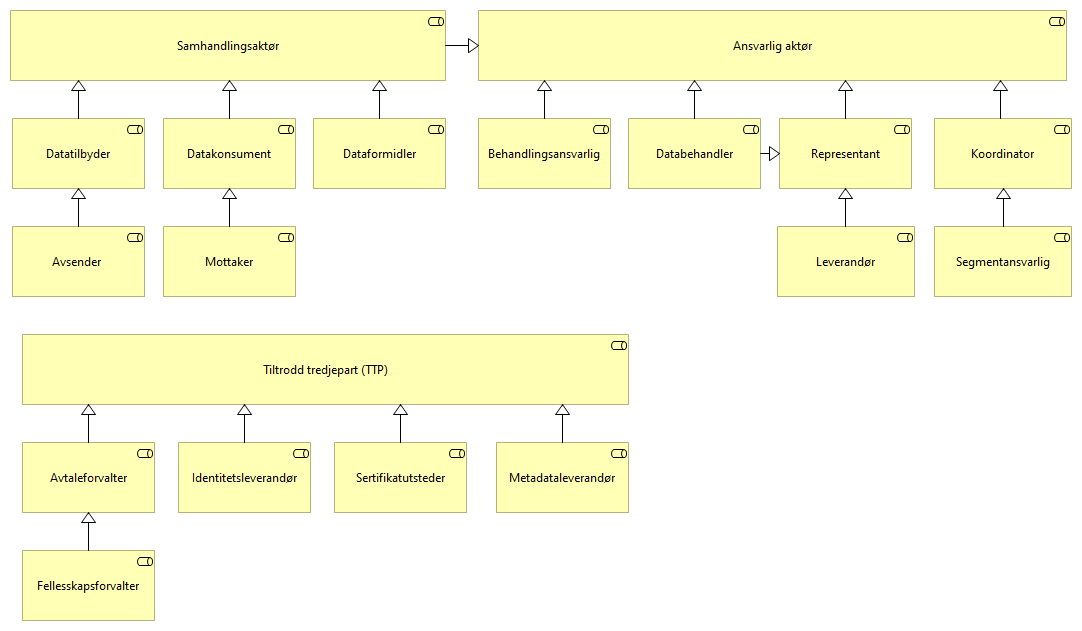 Samhandlingsaktør
Ansvarlig aktør
Datatilbyder
Datakonsument
Dataformidler
Behandlingsansvarlig
Databehandler
Representant
Koordinator
Avsender
Mottaker
Leverandør
Segmentansvarlig
Tiltrodd tredjepart (TTP)
Avtaleforvalter
Identitetsleverandør
Sertifikatutsteder
Metadataleverandør
Fellesskapsforvalter